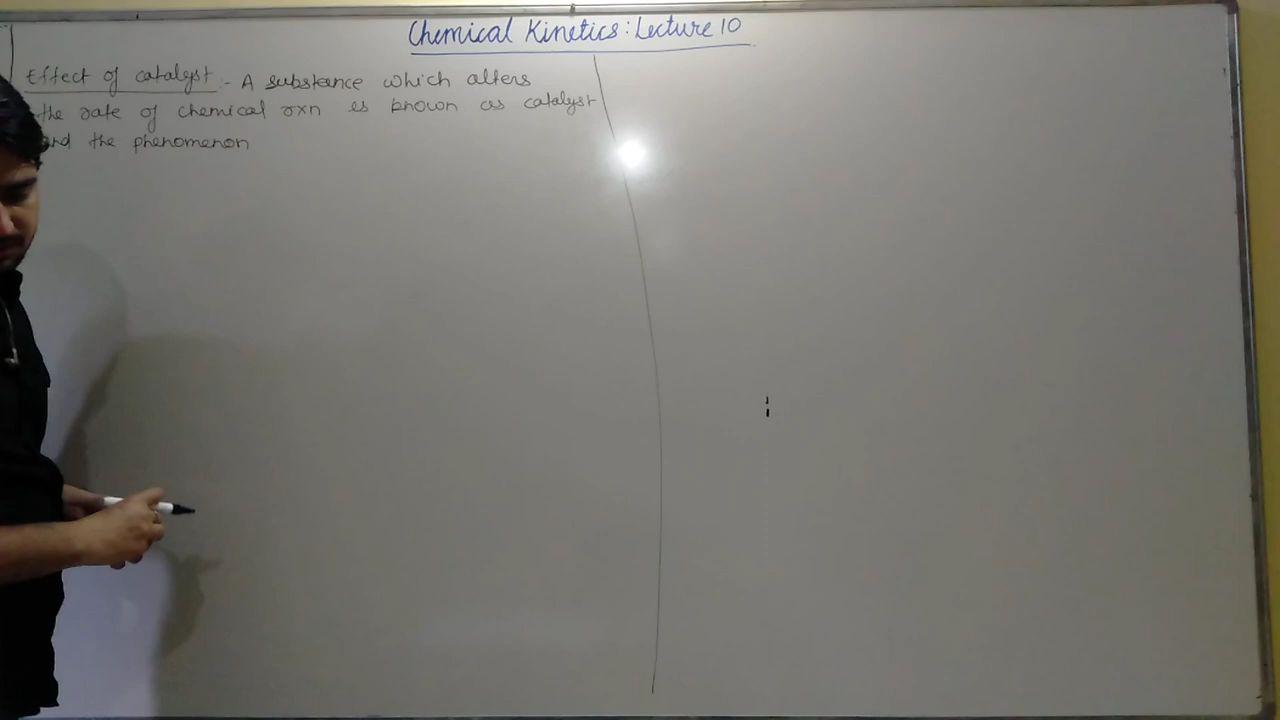 Chemical Kinetics: Lecture 10
Effect of catalyst:- A substance which alters
the rate of chemical rxn is known as catalyst
and the phenomenon